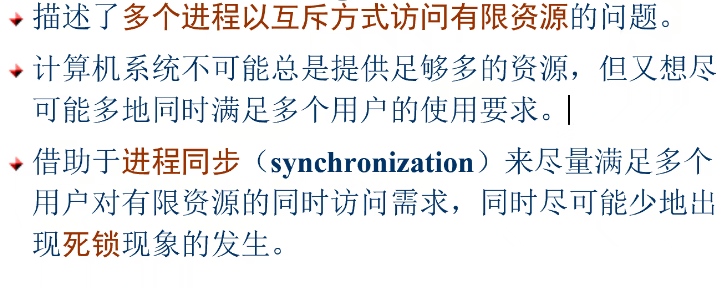 描述了多个进程以互斥方式访问有限资源的问题。
计算机系统不可能总是提供足够多的资源，但又想尽
可能多地同时满足多个用户的使用要求。
借助于进程同步（synchronization）来尽量满足多个
用户对有限资源的同时访问需求，同时尽可能少地出
现死锁现象的发生。